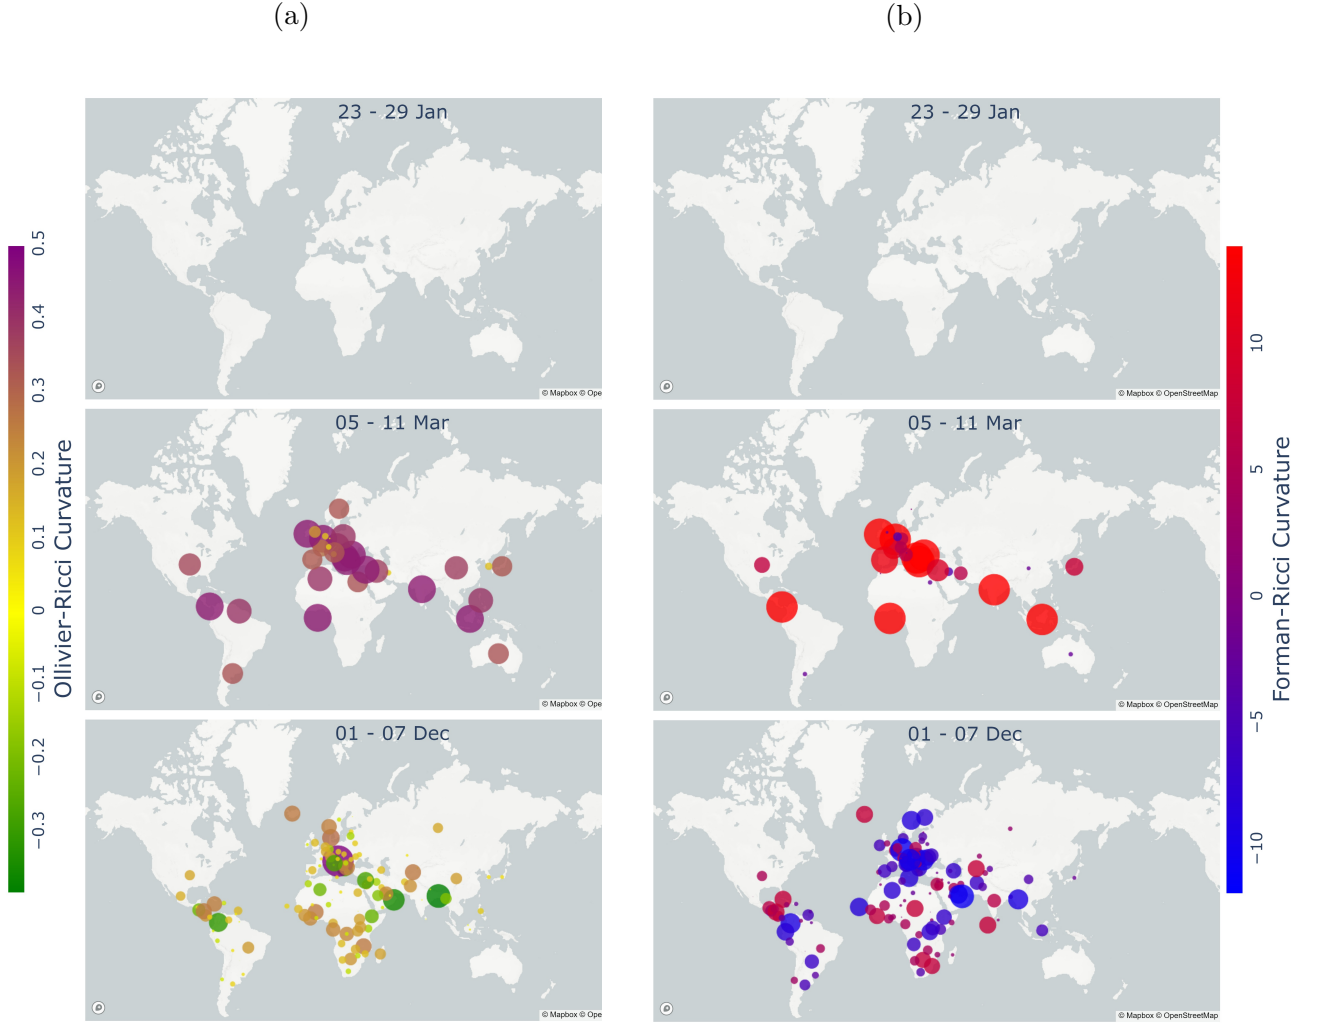 (a)
(b)
23 - 29 Jan
23 - 29 Jan
© Mapbox © Ope
© Mapbox © OpenStreetMap
05 - 11 Mar
05 - 11 Mar
© Mapbox © Ope
© Mapbox © OpenStreetMap
01 - 07 Dec
01 - 07 Dec
© Mapbox © Ope
© Mapbox © OpenStreetMap
0.5
0.4
0.3
0.2
0.1
0
−0.1
−0.2
−0.3
Ollivier-Ricci Curvature
10
5
0
−5
−10
Forman-Ricci Curvature